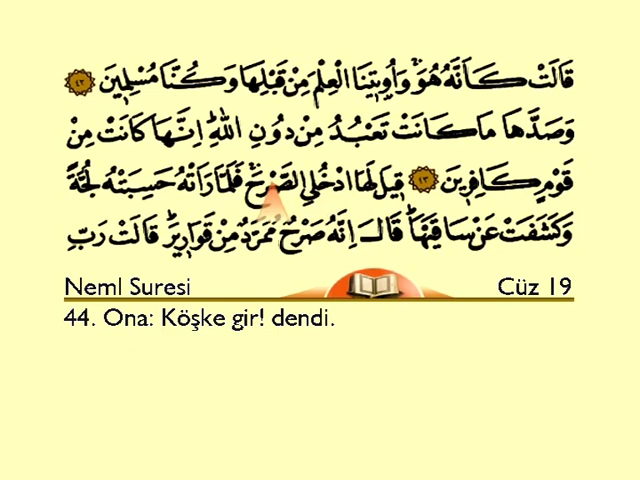 قَالَتْ كَاَنَّهُ هُوَۚ وَاُو۫ت۪ينَا الْعِلْمَ مِنْ قَبْلِهَا وَكُنَّا مُسْلِم۪ينَ ﴿٤٢﴾
وَصَدَّهَا مَا كَانَتْ تَعْبُدُ مِنْ دُونِ اللّٰهِۜ اِنَّهَا كَانَتْ مِنْ
قَوْمٍ كَافِر۪ينَ ﴿٤٣﴾ ق۪يلَ لَهَا ادْخُلِي الصَّرْحَۚ فَلَمَّا رَاَتْهُ حَسِبَتْهُ لُجَّةً
وَكَشَفَتْ عَنْ سَاقَيْهَاۜ قَالَ اِنَّهُ صَرْحٌ مُمَرَّدٌ مِنْ قَوَار۪يرَۜ قَالَتْ رَبِّ
Neml Suresi Cüz 19
44. Ona: Köşke gir! dendi.